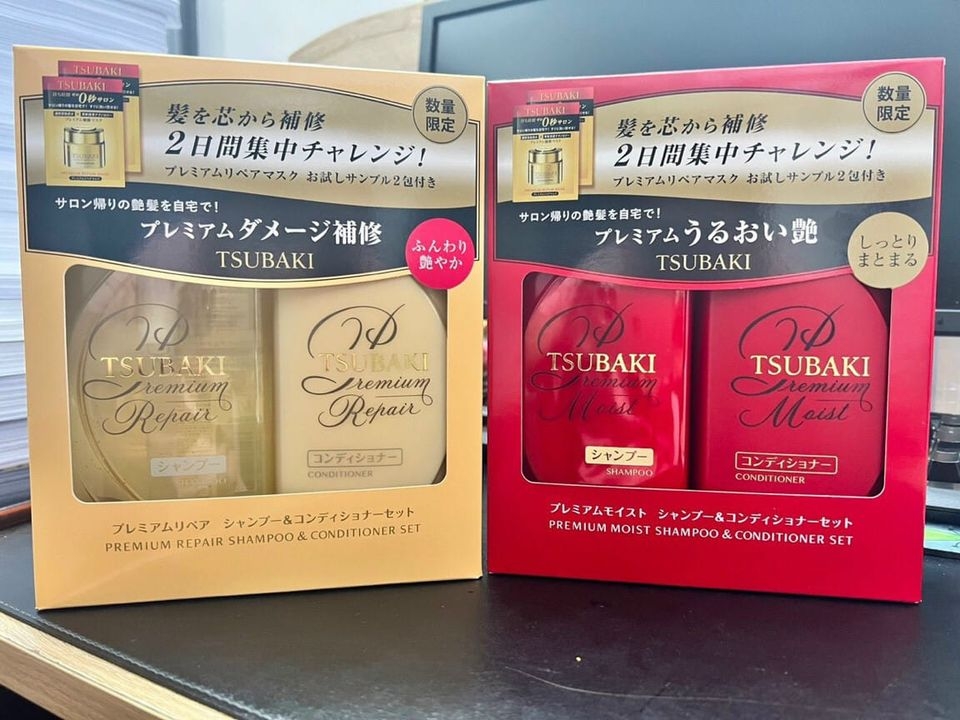 TSUBAKI
TSUBAKI
0秒サロン
TSUBAKI
数量
限定
髪を芯から補修
2日間集中チャレンジ!
プレミアムリペアマスク お試しサンプル2包付き
サロン帰りの艶髪を自宅で!
プレミアムダメージ補修
TSUBAKI
ふんわり
艶やか
TSUBAKI
Premium
Repair
シャンプー
SHAMPOO
TSUBAKI
Premium
Repair
コンディショナー
CONDITIONER
プレミアムリペア シャンプー&コンディショナーセット
PREMIUM REPAIR SHAMPOO & CONDITIONER SET
TSUBAKI
TSUBAKI
0秒サロン
TSUBAKI
数量
限定
髪を芯から補修
2日間集中チャレンジ!
プレミアムリペアマスク お試しサンプル2包付き
サロン帰りの艶髪を自宅で!
プレミアムうるおい艶
TSUBAKI
しっとり
まとまる
TSUBAKI
Premium
Moist
シャンプー
SHAMPOO
TSUBAKI
Premium
Moist
コンディショナー
CONDITIONER
プレミアムモイスト シャンプー&コンディショナーセット
PREMIUM MOIST SHAMPOO & CONDITIONER SET